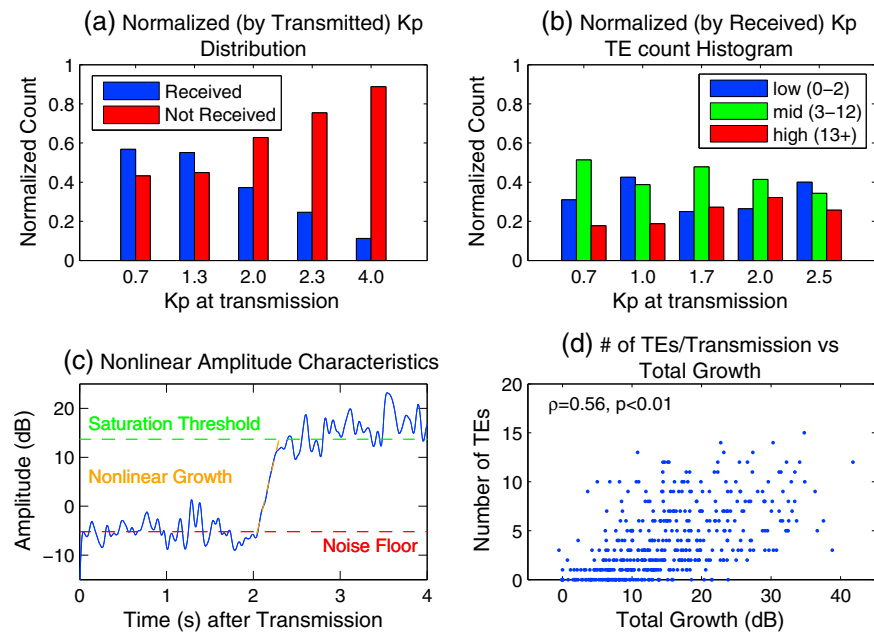 (a) Normalized (by Transmitted) Kp
Distribution
1
0.8
0.6
0.4
0.2
0
Normalized Count
Received
Not Received
0.7 1.3 2.0 2.3 4.0
Kp at transmission
(b) Normalized (by Received) Kp
TE count Histogram
1
0.8
0.6
0.4
0.2
0
Normalized Count
low (0−2)
mid (3−12)
high (13+)
0.7 1.0 1.7 2.0 2.5
Kp at transmission
(c) Nonlinear Amplitude Characteristics
20
10
0
−10
Amplitude (dB)
Saturation Threshold
Nonlinear Growth
Noise Floor
0 1 2 3 4
Time (s) after Transmission
(d) # of TEs/Transmission vs
Total Growth
20
15
10
5
0
Number of TEs
ρ=0.56, p<0.01
0 10 20 30 40
Total Growth (dB)